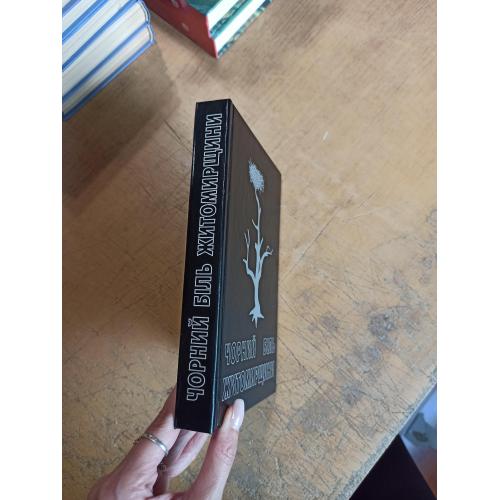 ЧОРНИЙ БІЛЬ ЖИТОМИРЩИНИ
ЧОРНИЙ БІЛЬ
ЖИТОМИРЩИНИ